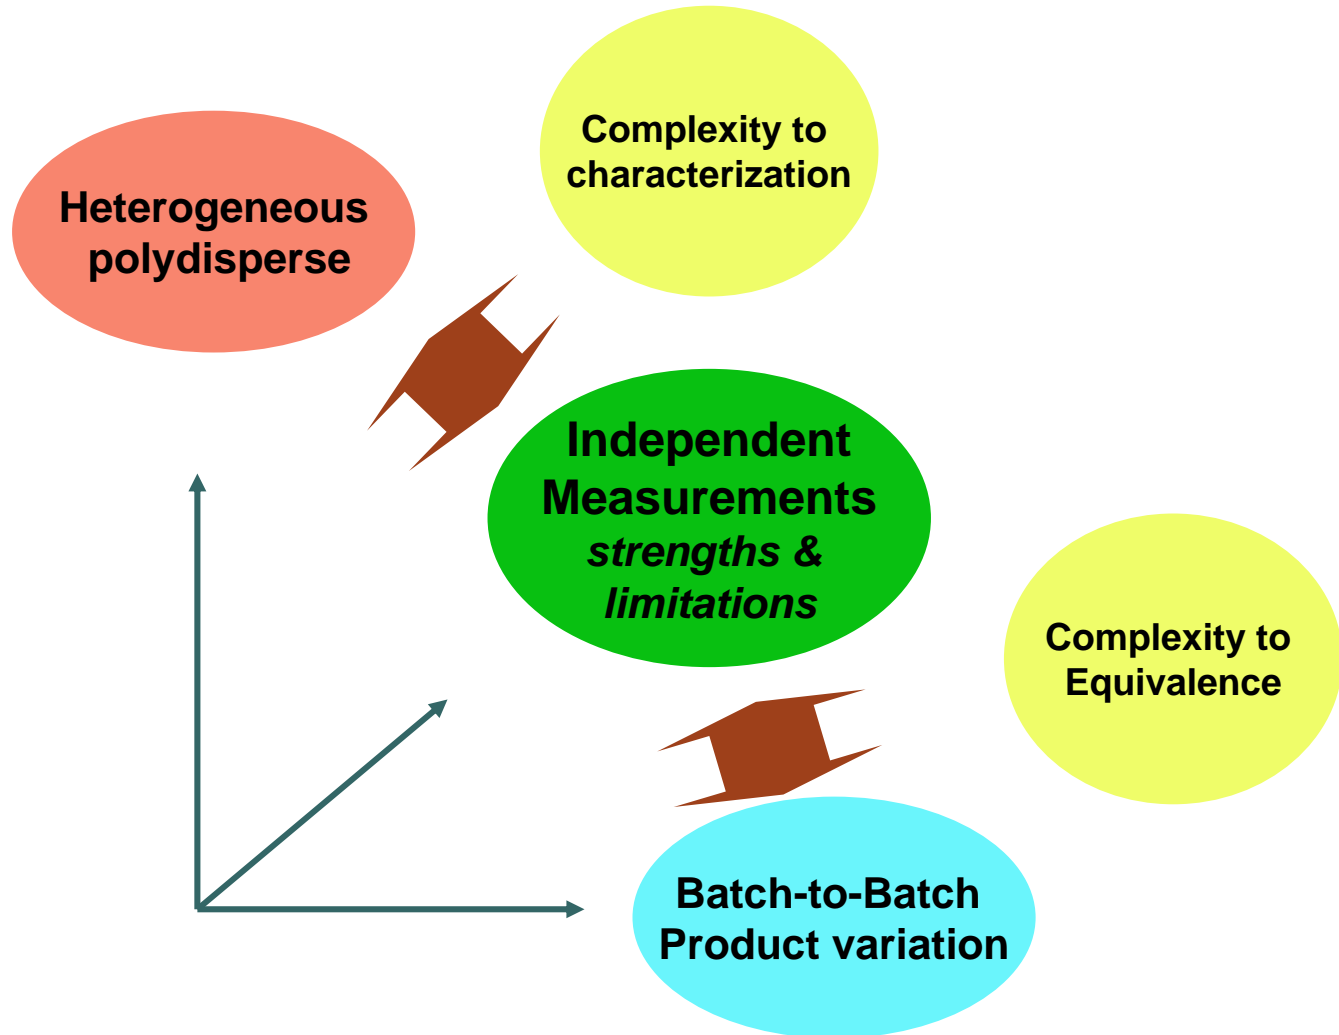 Complexity to
characterization
Heterogeneous
polydisperse
Independent
Measurements
strengths &
limitations
Complexity to
Equivalence
Batch-to-Batch
Product variation